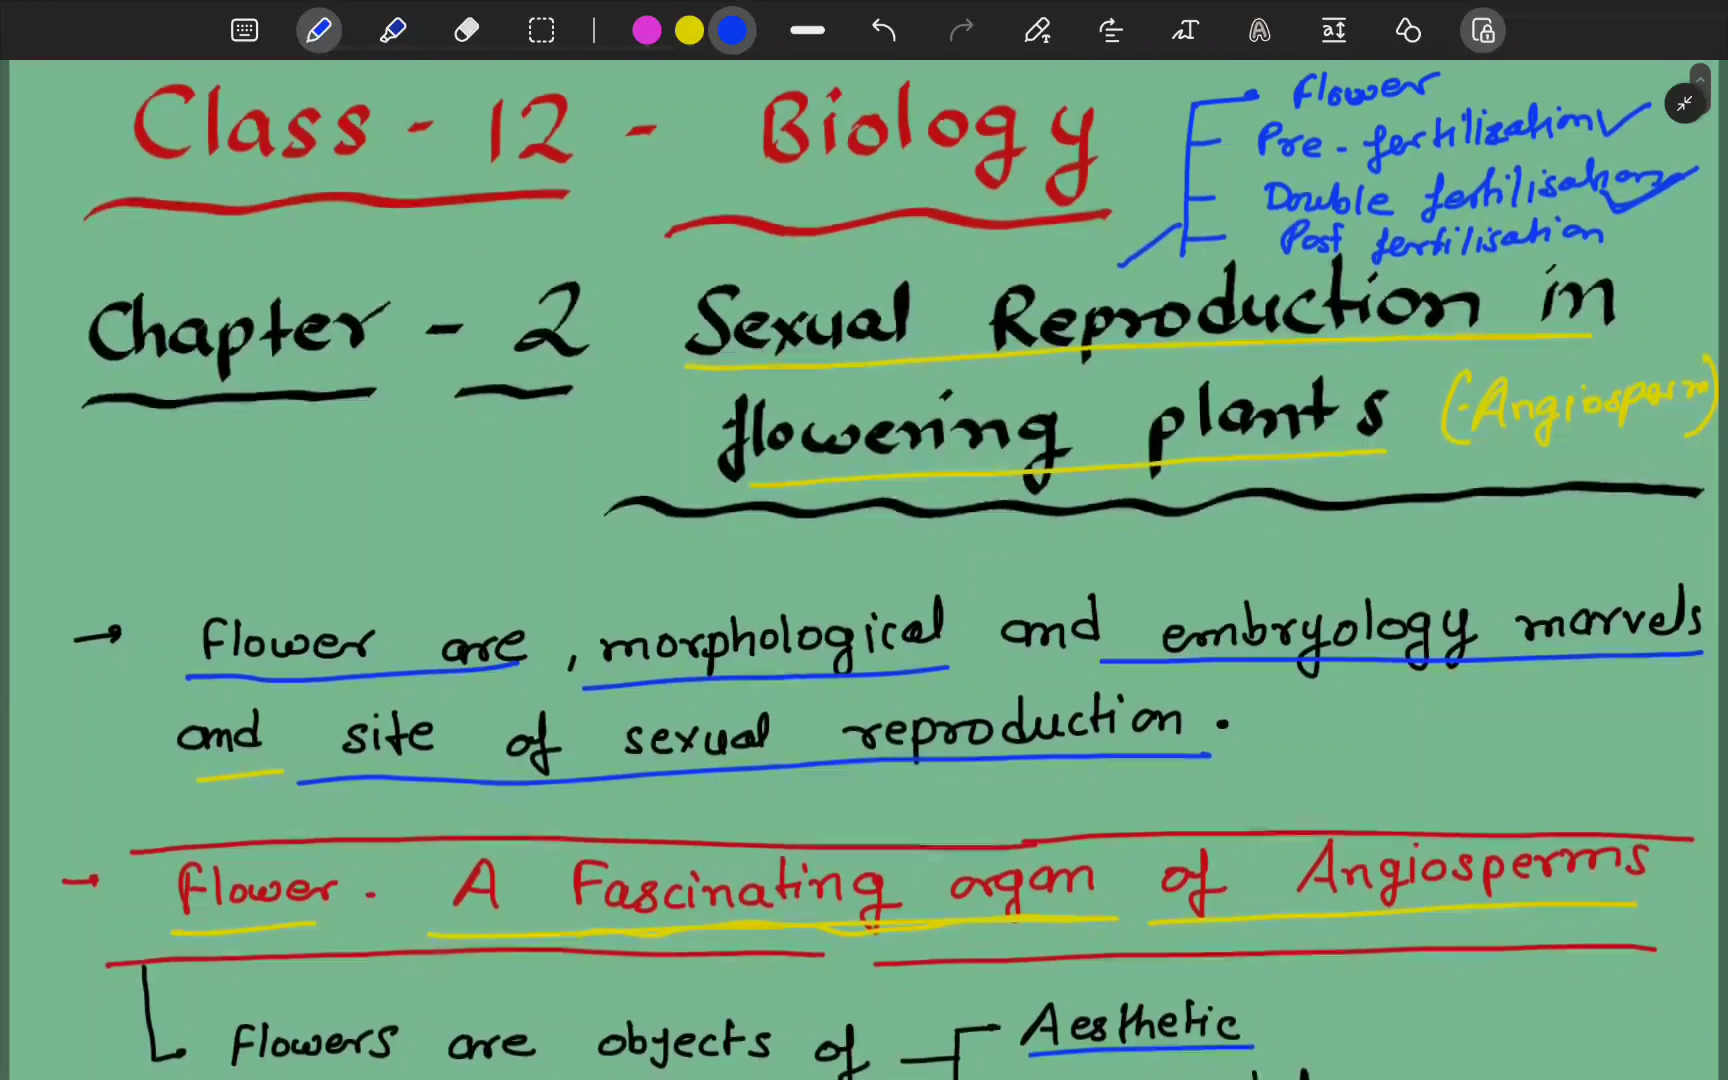 Class - 12 - Biology
Flower
Pre - fertilization
Double fertilisation
Post fertilisation
Chapter - 2 Sexual Reproduction in
flowering plants (Angiosperm)
→ Flower are, morphological and embryology marvels
and site of sexual reproduction.
→ Flower. A Fascinating organ of Angiosperms
Flowers are objects of Aesthetic